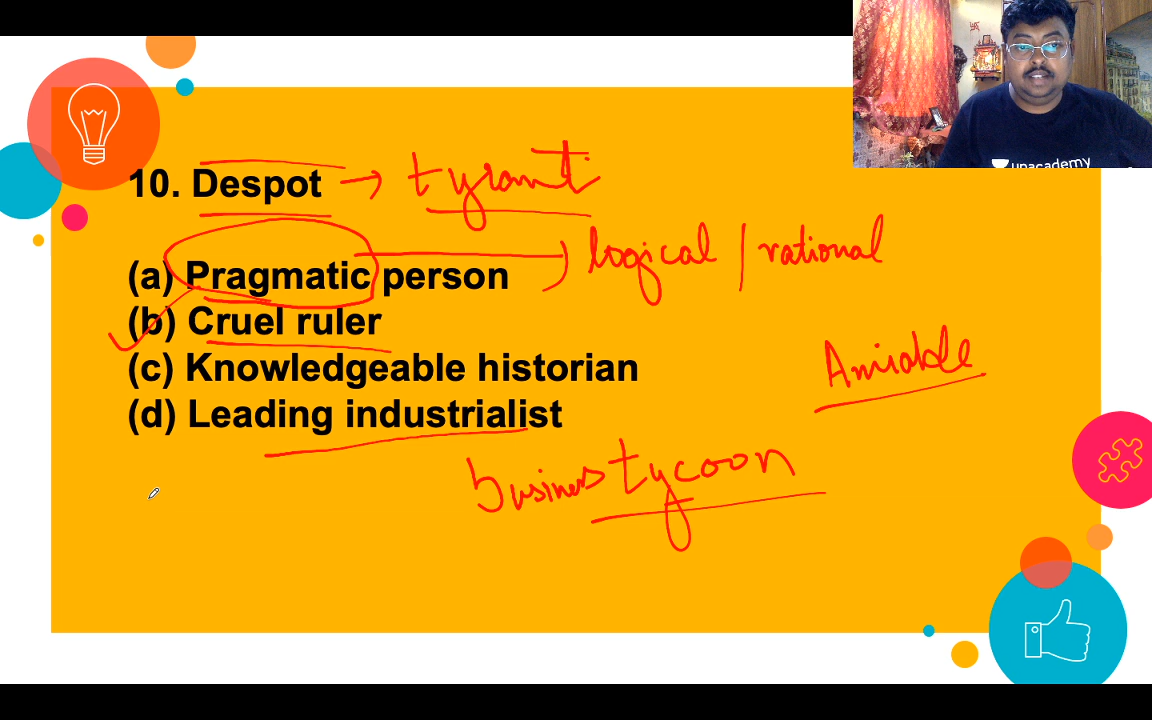 unacademy
10. Despot → tyrant
(a) Pragmatic person
logical / rational
(b) Cruel ruler
(c) Knowledgeable historian
Amiable
(d) Leading industrialist
business tycoon